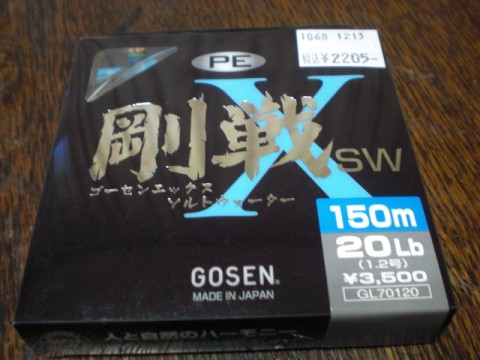 1068 1213
税込¥2205-
PE
剛戦 X SW
ゴーセンエックス
ソルトウォーター
150m
20Lb
(1.2号)
¥3,500
GL70120
GOSEN
MADE IN JAPAN
人と自然のハーモニー